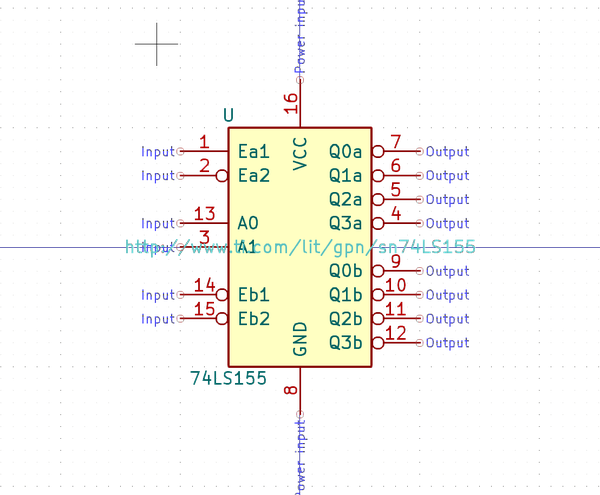 Power input
16
U
VCC
Input 1 Ea1 Q0a 7 Output
Input 2 Ea2 Q1a 6 Output
Q2a 5 Output
Input 13 A0 Q3a 4 Output
Input 3 A1
http://www.ti.com/lit/gpn/sn74LS155
Q0b 9 Output
Input 14 Eb1 Q1b 10 Output
Input 15 Eb2 Q2b 11 Output
Q3b 12 Output
GND
74LS155
8
Power input